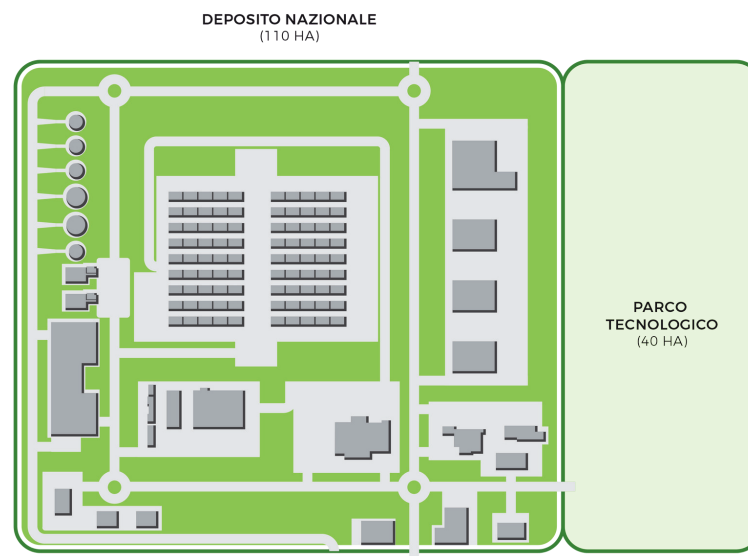 DEPOSITO NAZIONALE
(110 HA)
PARCO
TECNOLOGICO
(40 HA)